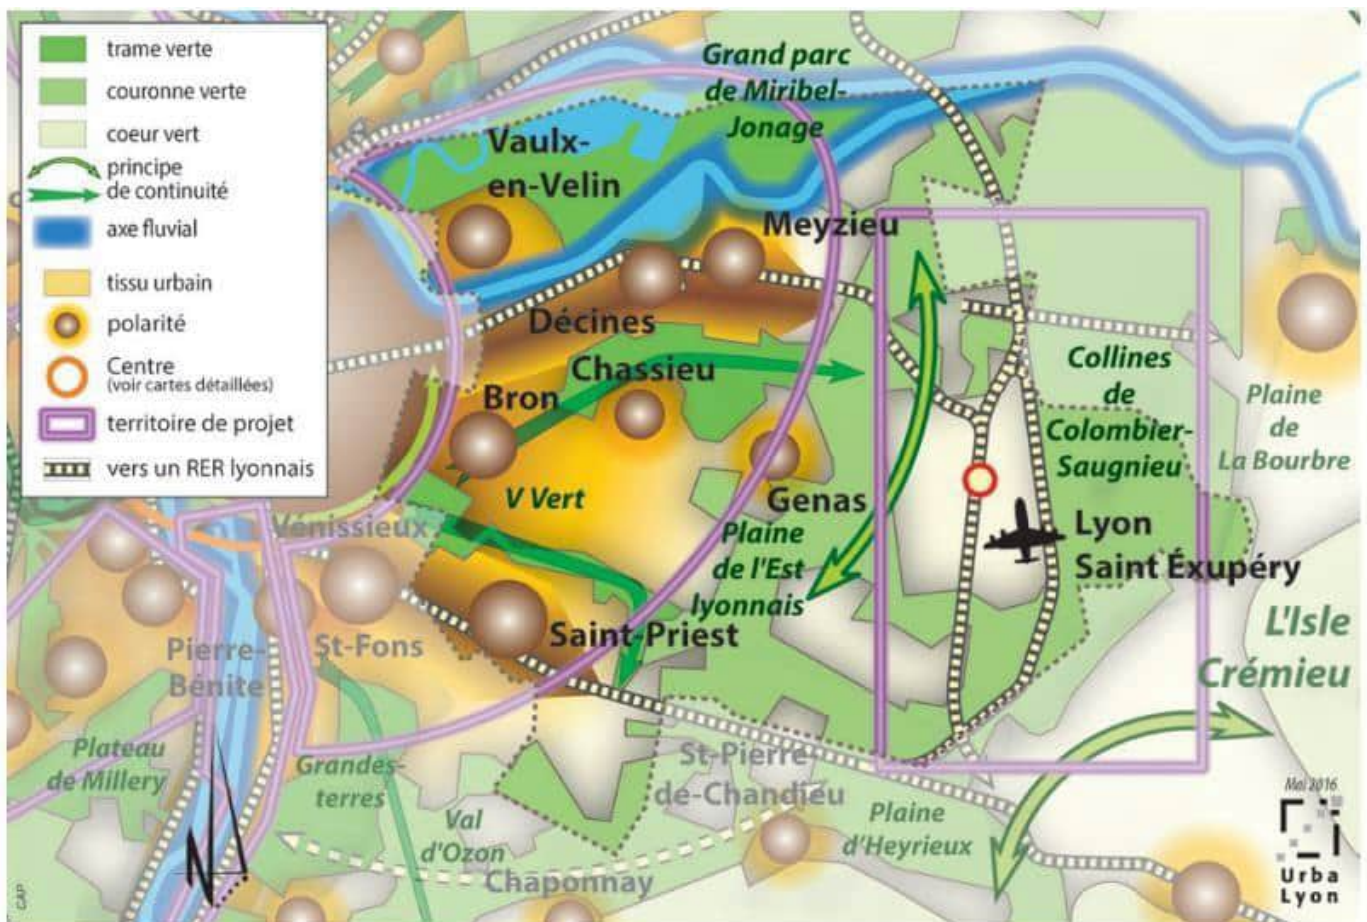 trame verte
couronne verte
coeur vert
principe
de continuité
axe fluvial
tissu urbain
polarité
Centre
(voir cartes détaillées)
territoire de projet
vers un RER lyonnais
Grand parc
de Miribel-
Jonage
Vaulx-
en-Velin
Meyzieu
Décines
Chassieu
Bron
Collines
de
Colombier-
Saugnieu
Plaine
de
La Bourbre
V Vert
Genas
Vénissieux
Plaine
de l'Est
lyonnais
Lyon
Saint Éxupéry
Saint-Priest
St-Fons
Pierre-
Bénite
L'Isle
Crémieu
Plateau
de Millery
Grandes-
terres
St-Pierre-
de-Chandieu
Val
d'Ozon
Plaine
d'Heyrieux
Chaponnay
Mai 2016
Urba
Lyon
N
CAP